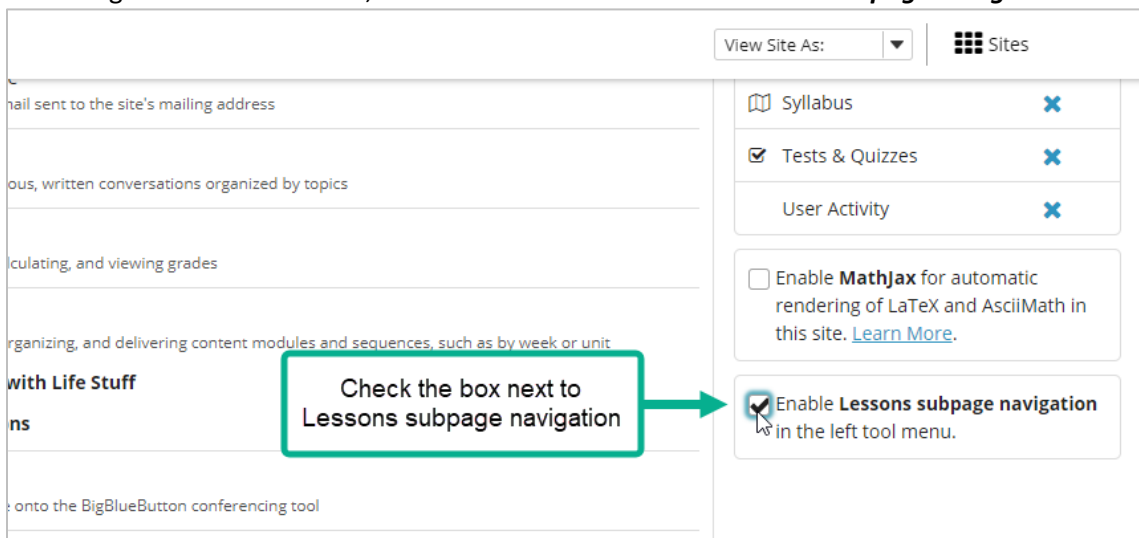 View Site As:
Sites
mail sent to the site's mailing address
ous, written conversations organized by topics
lculating, and viewing grades
rganizing, and delivering content modules and sequences, such as by week or unit
with Life Stuff
ns
onto the BigBlueButton conferencing tool
Syllabus
Tests & Quizzes
User Activity
Enable MathJax for automatic
rendering of LaTeX and AsciiMath in
this site. Learn More.
Check the box next to
Lessons subpage navigation
Enable Lessons subpage navigation
in the left tool menu.